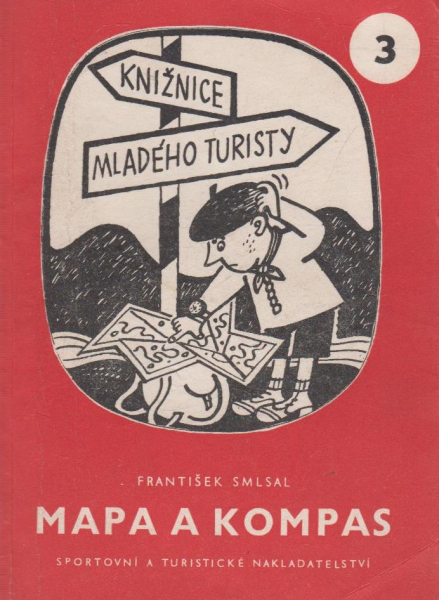 3
KNIŽNICE
MLADÉHO TURISTY
FRANTIŠEK SMLSAL
MAPA A KOMPAS
SPORTOVNÍ A TURISTICKÉ NAKLADATELSTVÍ